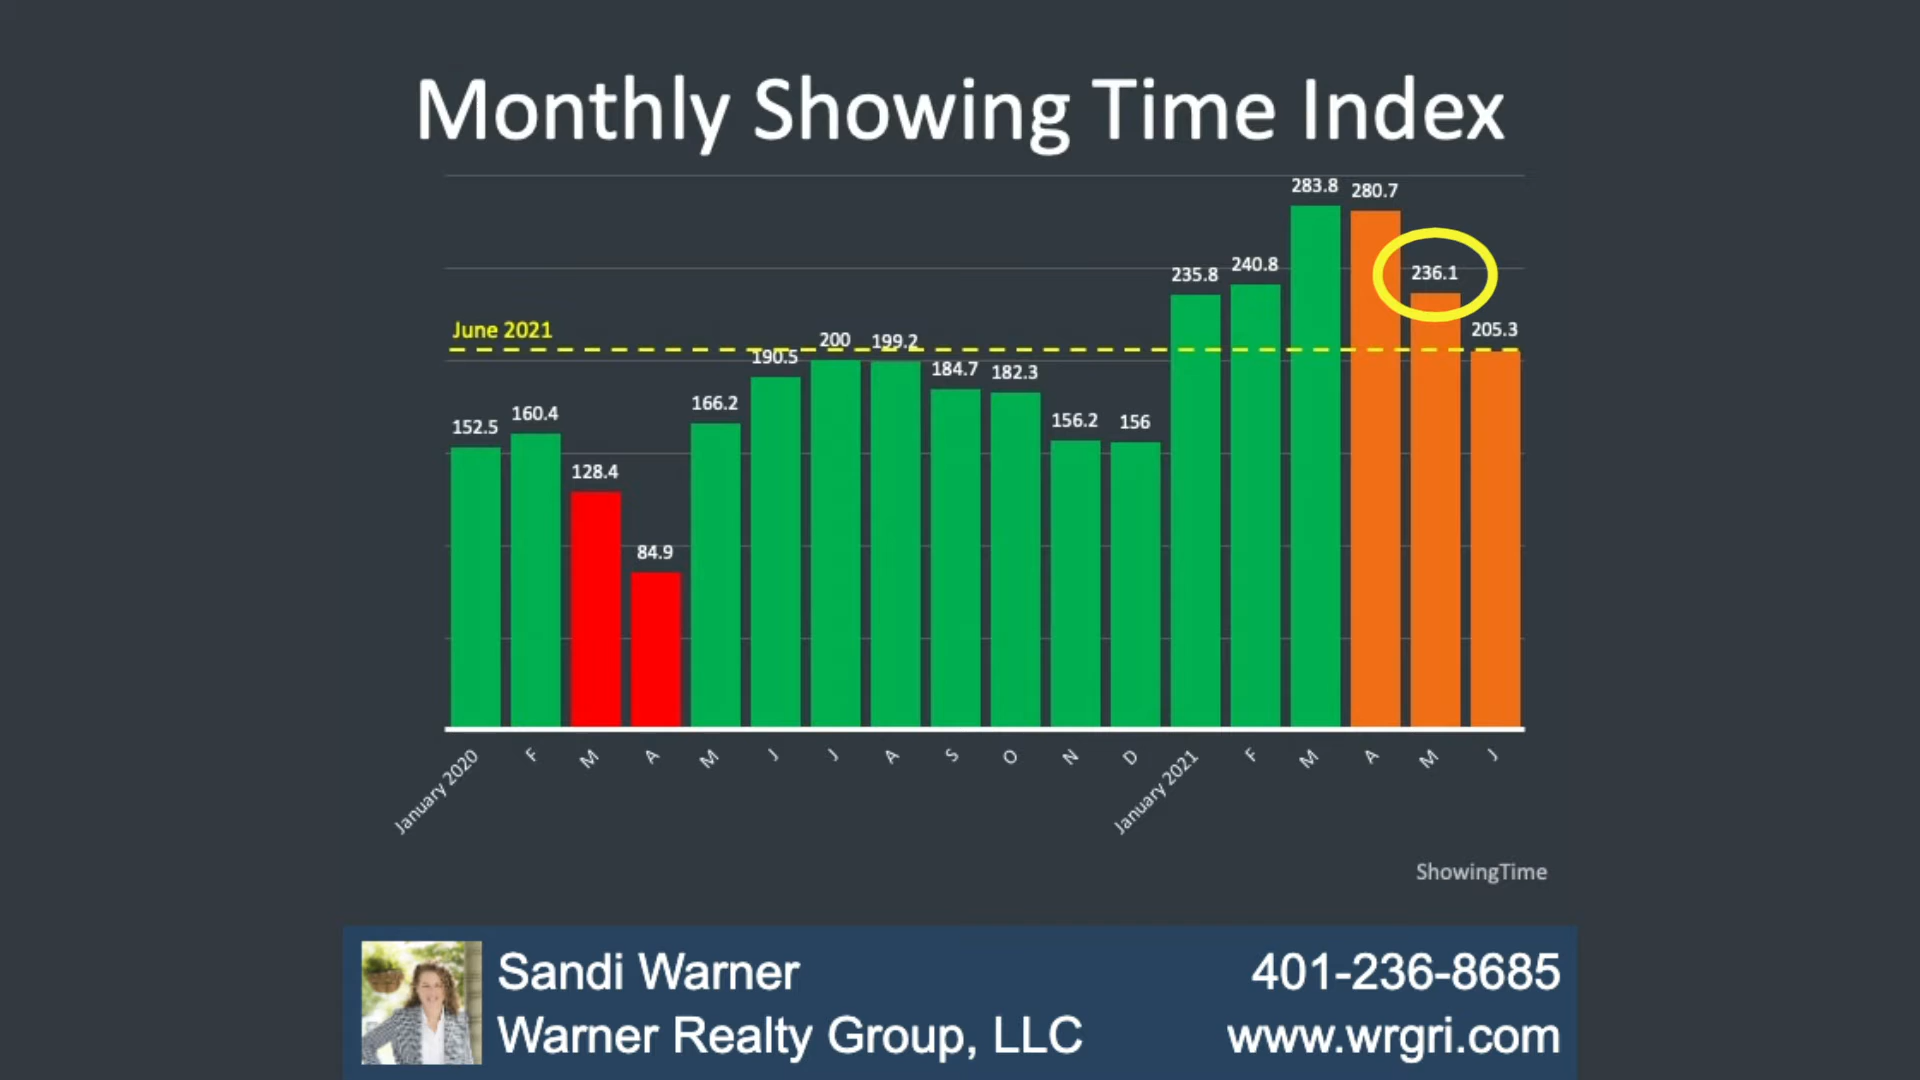 Monthly Showing Time Index
283.8 280.7
236.1
235.8 240.8
205.3
June 2021
190.5 200 199.2
184.7 182.3
166.2
156.2 156
152.5 160.4
128.4
84.9
January 2020 F M A M J J A S O N D January 2021 F M A M J
ShowingTime
Sandi Warner 401-236-8685
Warner Realty Group, LLC www.wrgri.com